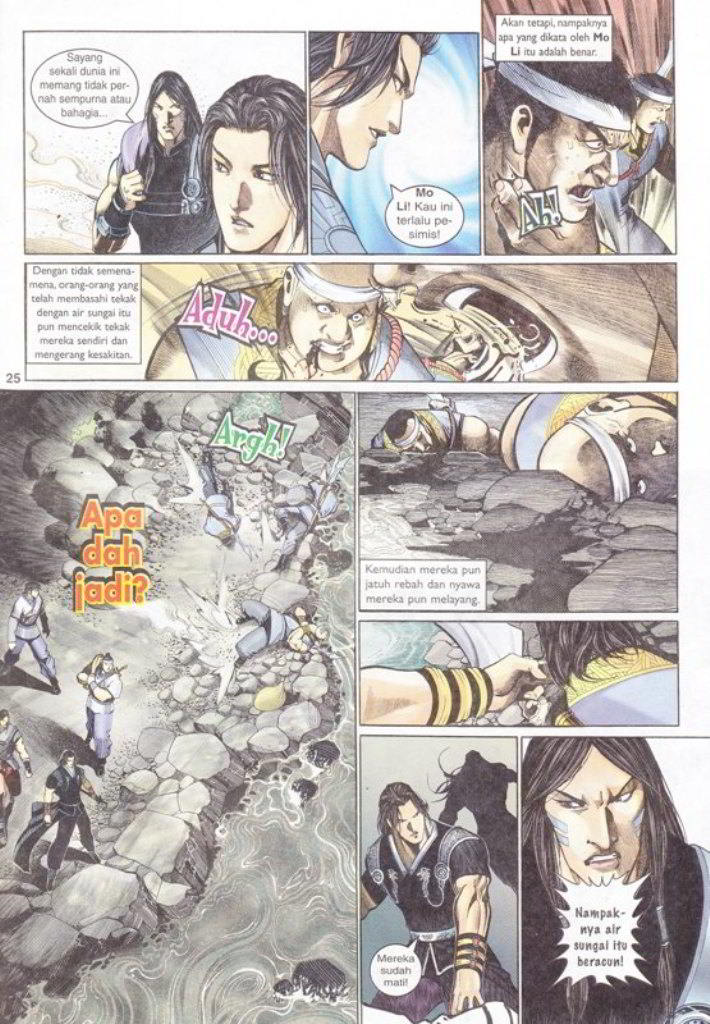 Sayang
sekali dunia ini
memang tidak per-
nah sempurna atau
bahagia...
Mo
Li! Kau ini
terlalu pe-
simis!
Akan tetapi, nampaknya
apa yang dikata oleh Mo
Li itu adalah benar.
Ah!
Dengan tidak semena-
mena, orang-orang yang
telah membasahi tekak
dengan air sungai itu
pun mencekik tekak
mereka sendiri dan
mengerang kesakitan.
Aduh...
25
Argh!
Apa
dah
jadi?
Kemudian mereka pun
jatuh rebah dan nyawa
mereka pun melayang.
Mereka
sudah
mati!
Nampak-
nya air
sungai itu
beracun!